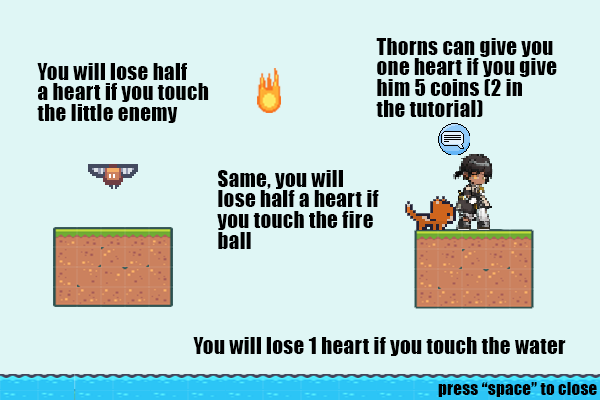 You will lose half
a heart if you touch
the little enemy
Thorns can give you
one heart if you give
him 5 coins (2 in
the tutorial)
Same, you will
lose half a heart if
you touch the fire
ball
You will lose 1 heart if you touch the water
press “space” to close